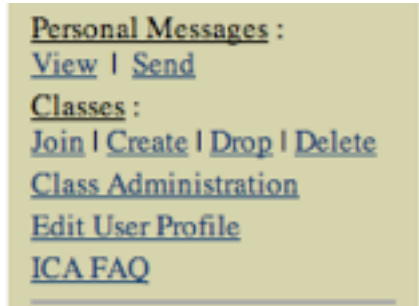 Personal Messages :
View | Send
Classes :
Join | Create | Drop | Delete
Class Administration
Edit User Profile
ICA FAQ